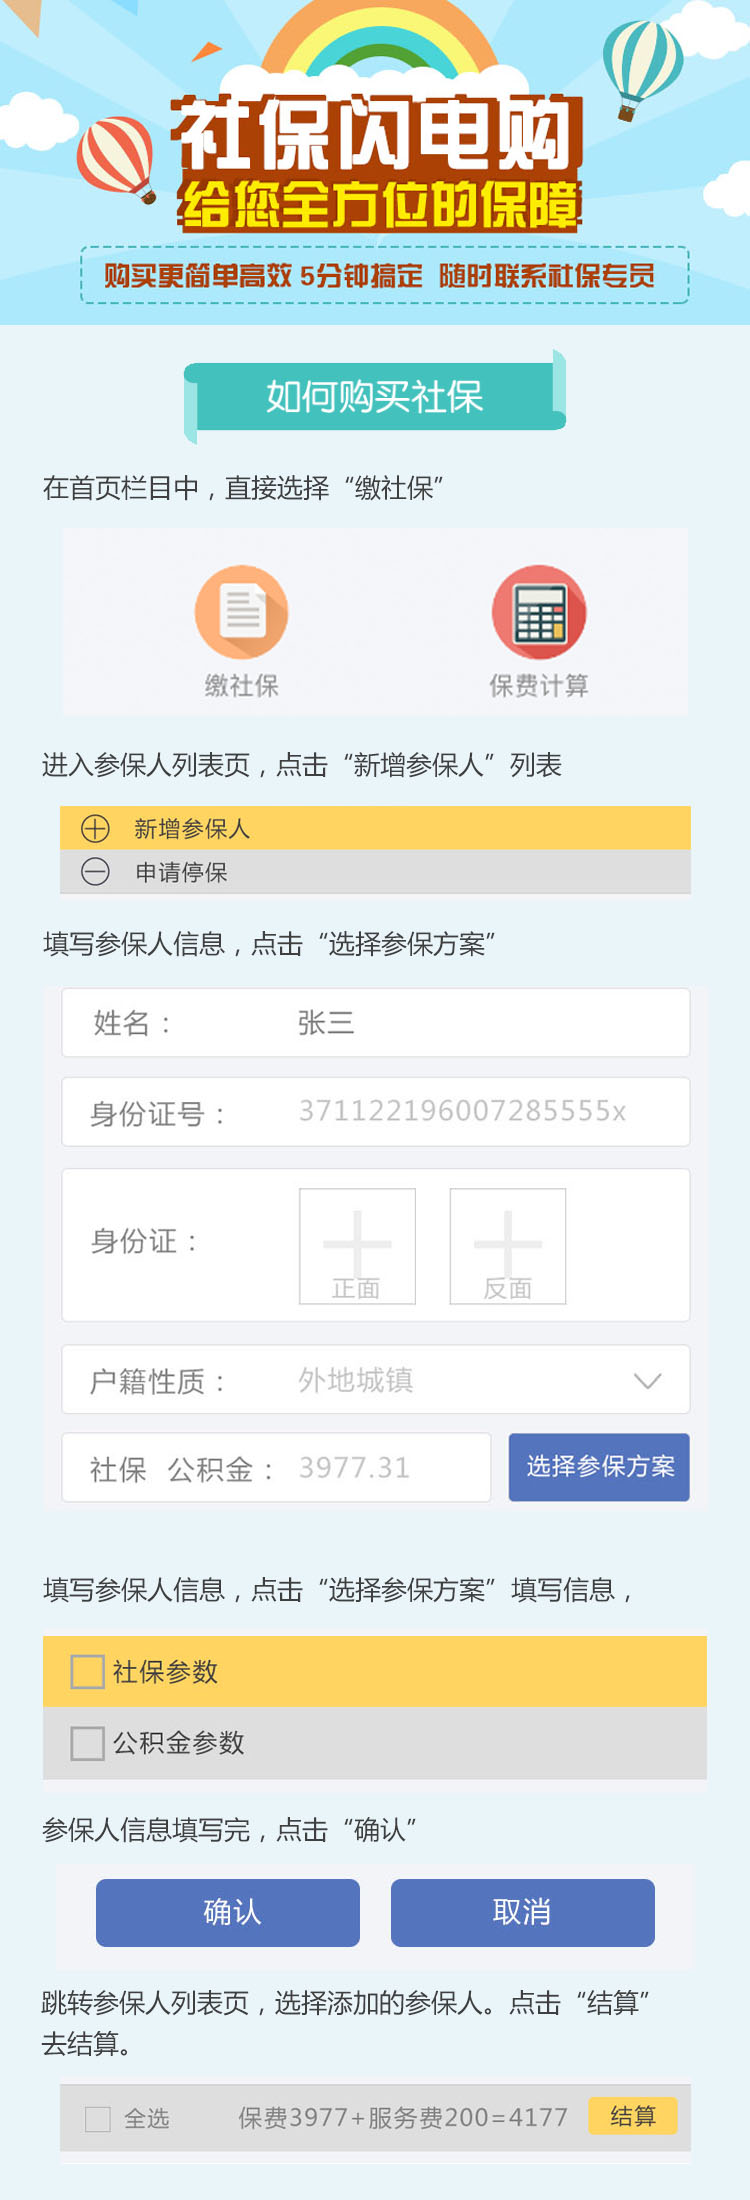 社保闪电购
给您全方位的保障
购买更简单高效 5分钟搞定 随时联系社保专员
如何购买社保
在首页栏目中，直接选择“缴社保”
缴社保 保费计算
进入参保人列表页，点击“新增参保人”列表
新增参保人
申请停保
填写参保人信息，点击“选择参保方案”
姓名： 张三
身份证号： 371122196007285555x
身份证： 正面 反面
户籍性质： 外地城镇
社保 公积金： 3977.31 选择参保方案
填写参保人信息，点击“选择参保方案”填写信息，
社保参数
公积金参数
参保人信息填写完，点击“确认”
确认 取消
跳转参保人列表页，选择添加的参保人。点击“结算”
去结算。
全选 保费3977+服务费200=4177 结算